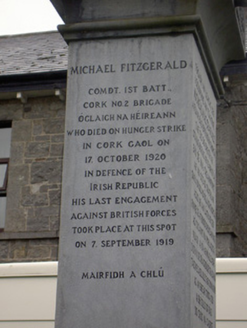 MICHAEL FITZGERALD
COMDT. 1ST BATT.
CORK NO.2 BRIGADE
OGLAICH NA HÉIREANN
WHO DIED ON HUNGER STRIKE
IN CORK GAOL ON
17. OCTOBER 1920
IN DEFENCE OF THE
IRISH REPUBLIC
HIS LAST ENGAGEMENT
AGAINST BRITISH FORCES
TOOK PLACE AT THIS SPOT
ON 7. SEPTEMBER 1919
MAIRFIDH A CHLÚ